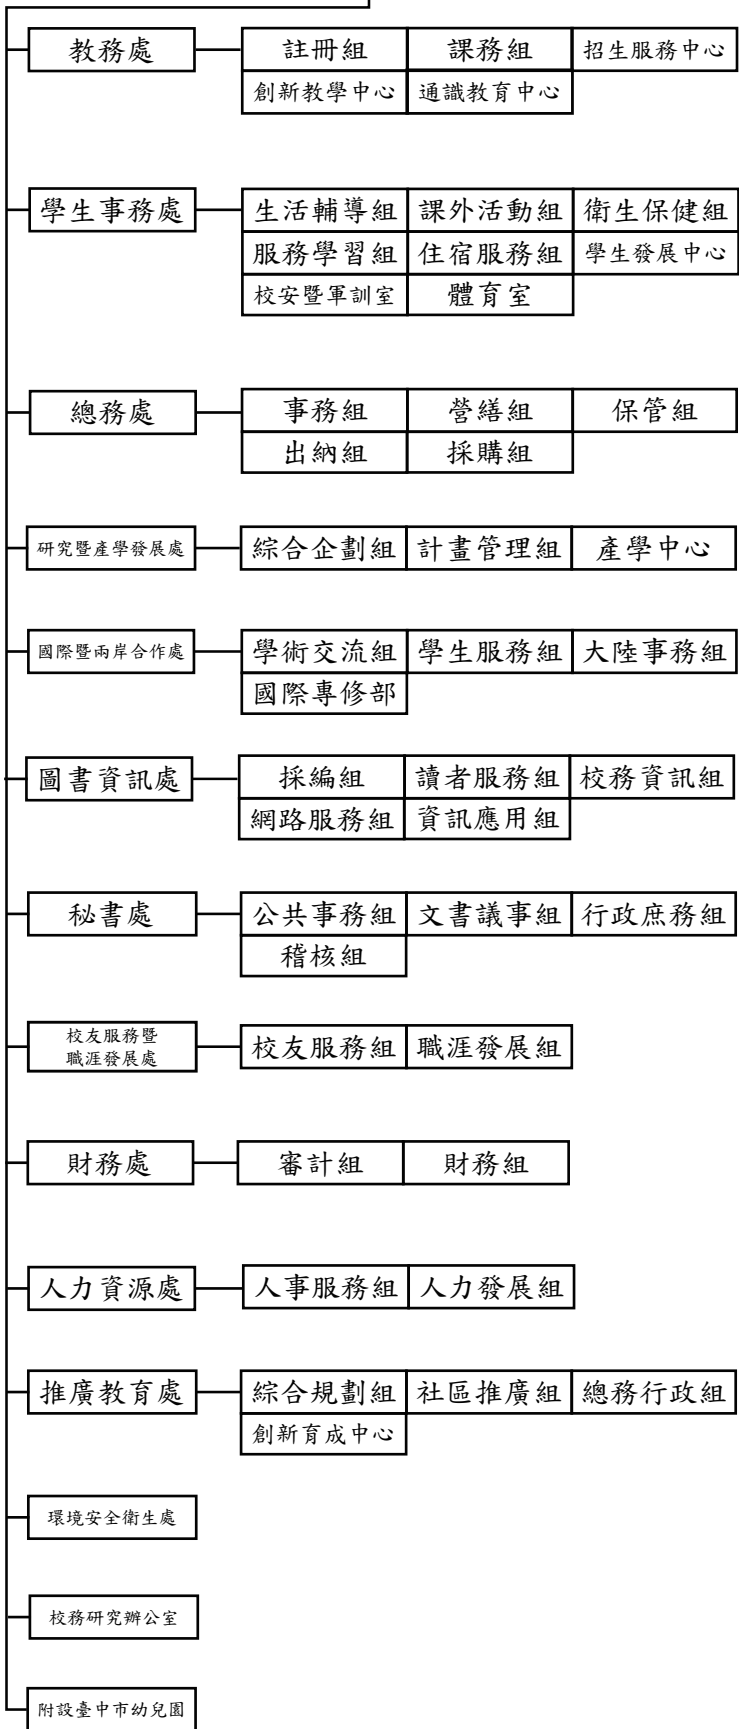 教務處 註冊組 課務組 招生服務中心
創新教學中心 通識教育中心
學生事務處 生活輔導組 課外活動組 衛生保健組
服務學習組 住宿服務組 學生發展中心
校安暨軍訓室 體育室
總務處 事務組 營繕組 保管組
出納組 採購組
研究暨產學發展處 綜合企劃組 計畫管理組 產學中心
國際暨兩岸合作處 學術交流組 學生服務組 大陸事務組
國際專修部
圖書資訊處 採編組 讀者服務組 校務資訊組
網路服務組 資訊應用組
秘書處 公共事務組 文書議事組 行政庶務組
稽核組
校友服務暨
職涯發展處 校友服務組 職涯發展組
財務處 審計組 財務組
人力資源處 人事服務組 人力發展組
推廣教育處 綜合規劃組 社區推廣組 總務行政組
創新育成中心
環境安全衛生處
校務研究辦公室
附設臺中市幼兒園